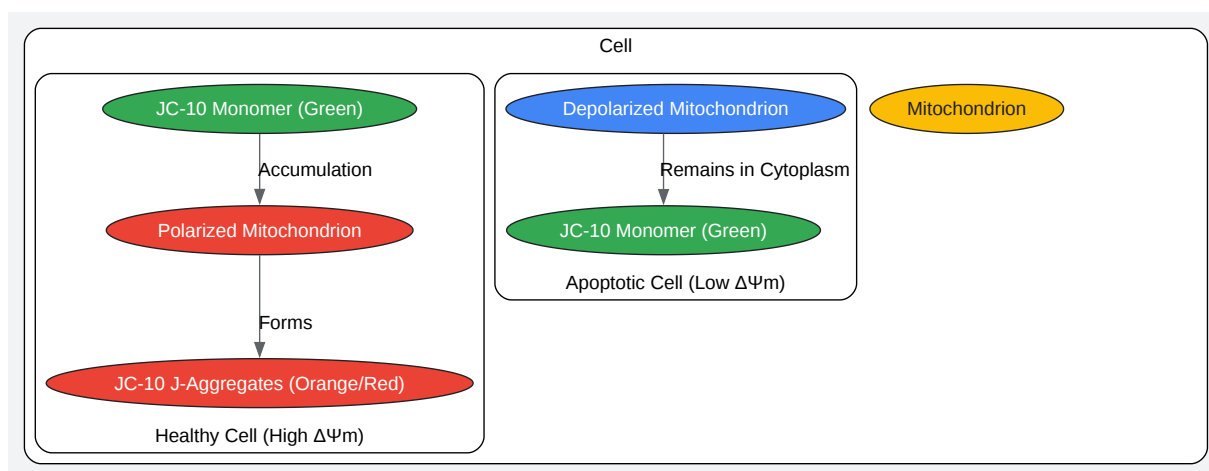 Cell
JC-10 Monomer (Green)
Accumulation
Polarized Mitochondrion
Forms
JC-10 J-Aggregates (Orange/Red)
Healthy Cell (High ΔΨm)
Depolarized Mitochondrion
Remains in Cytoplasm
JC-10 Monomer (Green)
Apoptotic Cell (Low ΔΨm)
Mitochondrion